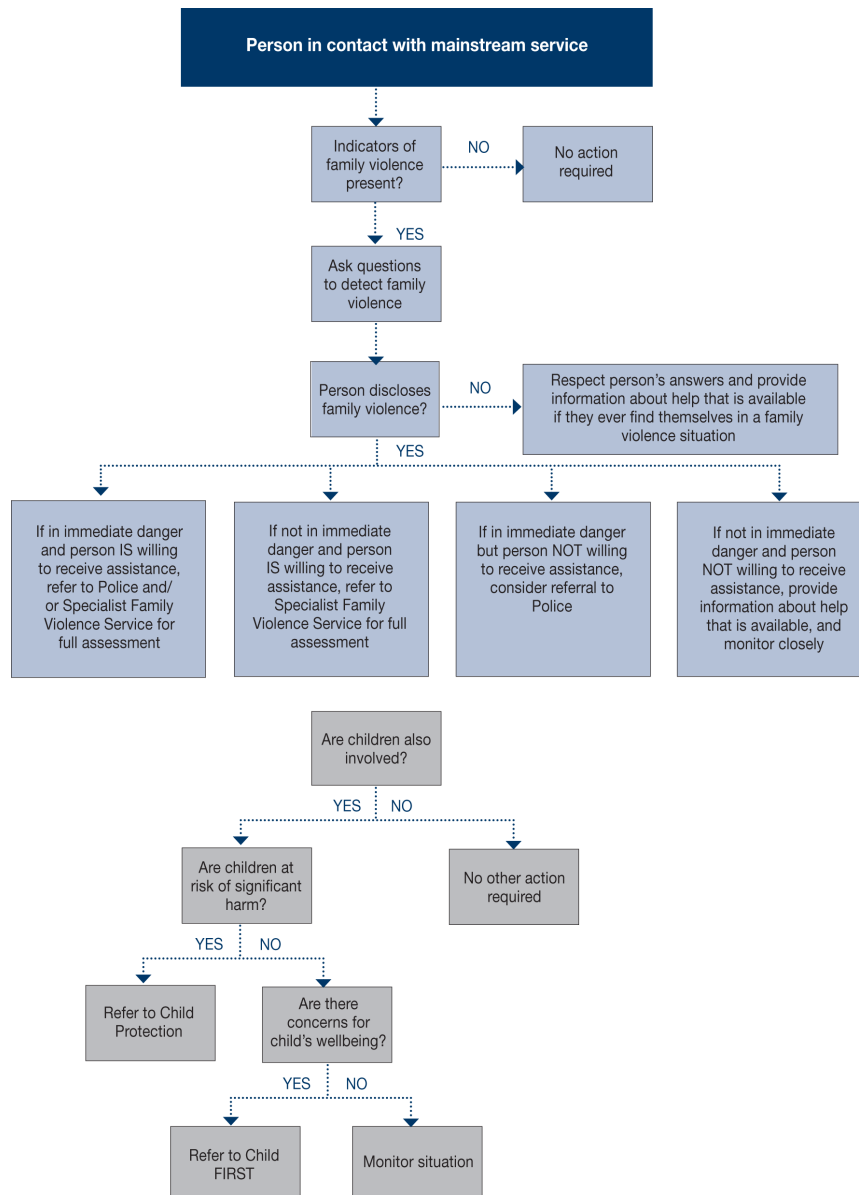 Person in contact with mainstream service
Indicators of
family violence
present?
NO
No action
required
YES
Ask questions
to detect family
violence
Person discloses
family violence?
NO
Respect person's answers and provide
information about help that is available
if they ever find themselves in a family
violence situation
YES
If in immediate danger
and person IS willing
to receive assistance,
refer to Police and/
or Specialist Family
Violence Service for
full assessment
If not in immediate
danger and person
IS willing to receive
assistance, refer to
Specialist Family
Violence Service for full
assessment
If in immediate danger
but person NOT willing
to receive assistance,
consider referral to
Police
If not in immediate
danger and person
NOT willing to receive
assistance, provide
information about help
that is available, and
monitor closely
Are children also
involved?
YES
NO
Are children at
risk of significant
harm?
No other action
required
YES
NO
Refer to Child
Protection
Are there
concerns for
child's wellbeing?
YES
NO
Refer to Child
FIRST
Monitor situation